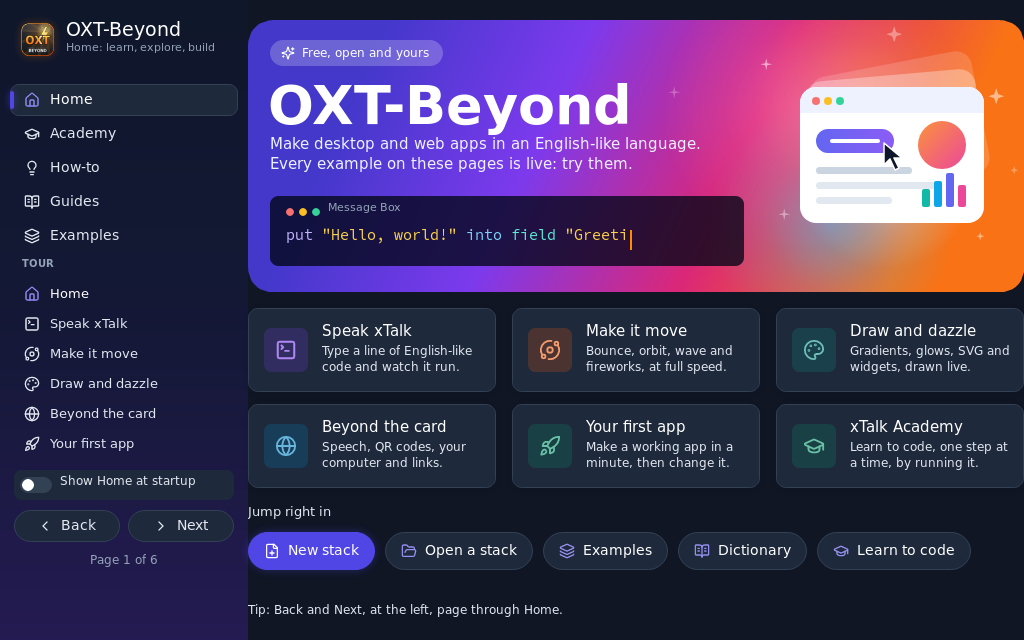 OXT
BEYOND
OXT-Beyond
Home: learn, explore, build
Home
Academy
How-to
Guides
Examples
TOUR
Home
Speak xTalk
Make it move
Draw and dazzle
Beyond the card
Your first app
Show Home at startup
Back
Next
Page 1 of 6
Free, open and yours
OXT-Beyond
Make desktop and web apps in an English-like language.
Every example on these pages is live: try them.
Message Box
put "Hello, world!" into field "Greeti
Speak xTalk
Type a line of English-like
code and watch it run.
Make it move
Bounce, orbit, wave and
fireworks, at full speed.
Draw and dazzle
Gradients, glows, SVG and
widgets, drawn live.
Beyond the card
Speech, QR codes, your
computer and links.
Your first app
Make a working app in a
minute, then change it.
xTalk Academy
Learn to code, one step at
a time, by running it.
Jump right in
New stack
Open a stack
Examples
Dictionary
Learn to code
Tip: Back and Next, at the left, page through Home.